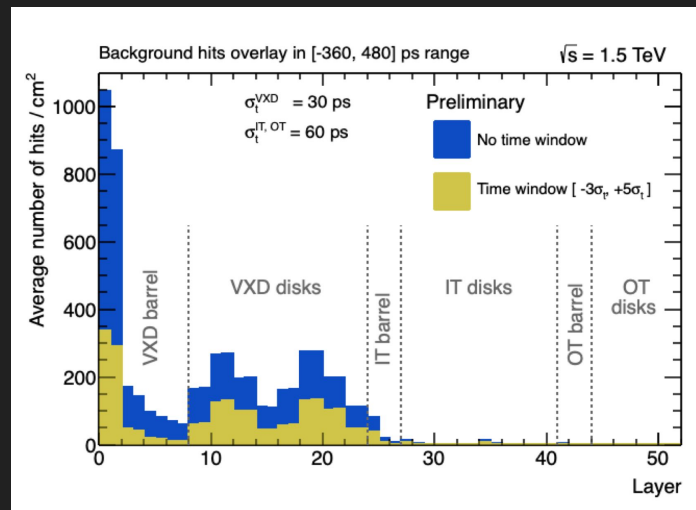 Background hits overlay in [-360, 480] ps range
√s = 1.5 TeV
σ_t^VXD = 30 ps
σ_t^IT, OT = 60 ps
Preliminary
No time window
Time window [ -3σ_t, +5σ_t ]
Average number of hits / cm²
1000
800
600
400
200
0
VXD barrel
VXD disks
IT barrel
IT disks
OT barrel
OT
disks
0 10 20 30 40 50
Layer